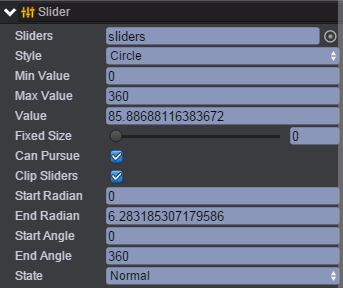 Slider
Sliders sliders
Style Circle
Min Value 0
Max Value 360
Value 85.88688116383672
Fixed Size 0
Can Pursue
Clip Sliders
Start Radian 0
End Radian 6.283185307179586
Start Angle 0
End Angle 360
State Normal